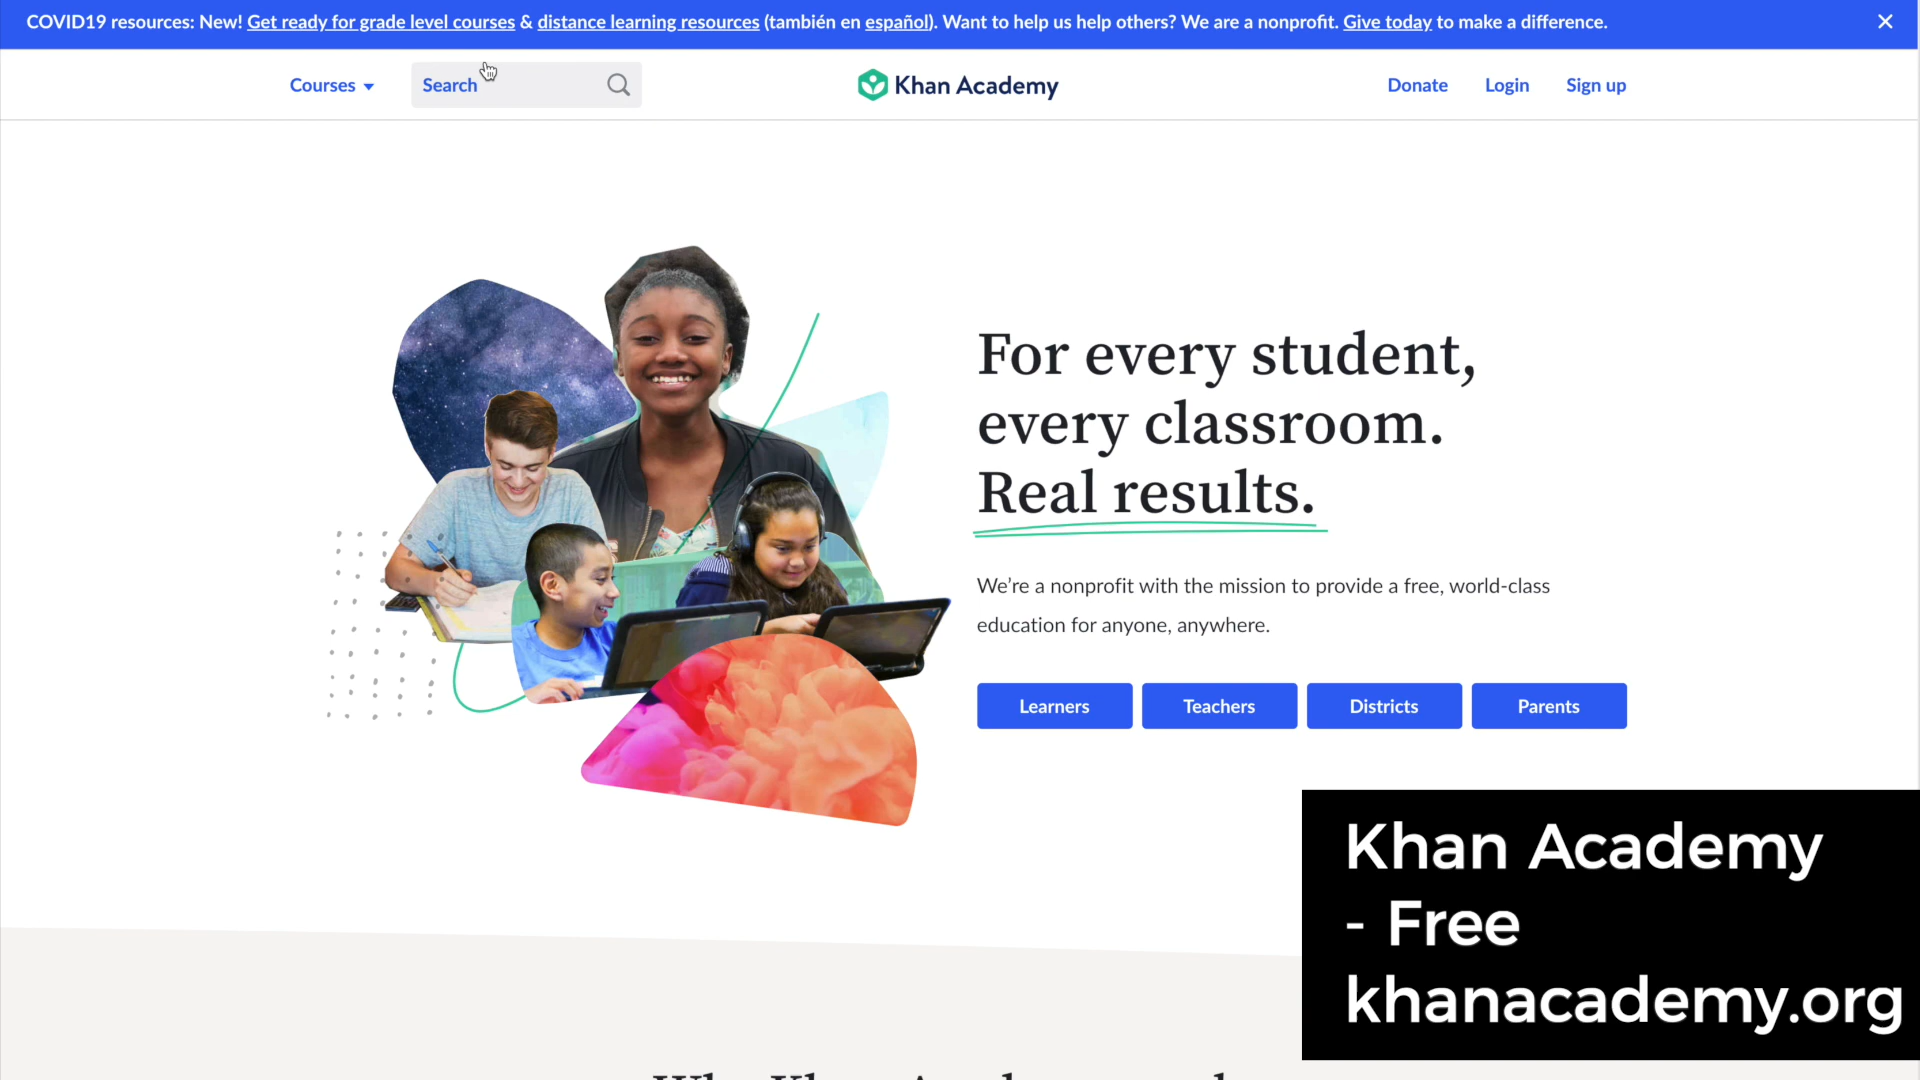 COVID19 resources: New! Get ready for grade level courses & distance learning resources (también en español). Want to help us help others? We are a nonprofit. Give today to make a difference.
Courses
Search
Khan Academy
Donate
Login
Sign up
For every student,
every classroom.
Real results.
We’re a nonprofit with the mission to provide a free, world-class
education for anyone, anywhere.
Learners
Teachers
Districts
Parents
Khan Academy
- Free
khanacademy.org